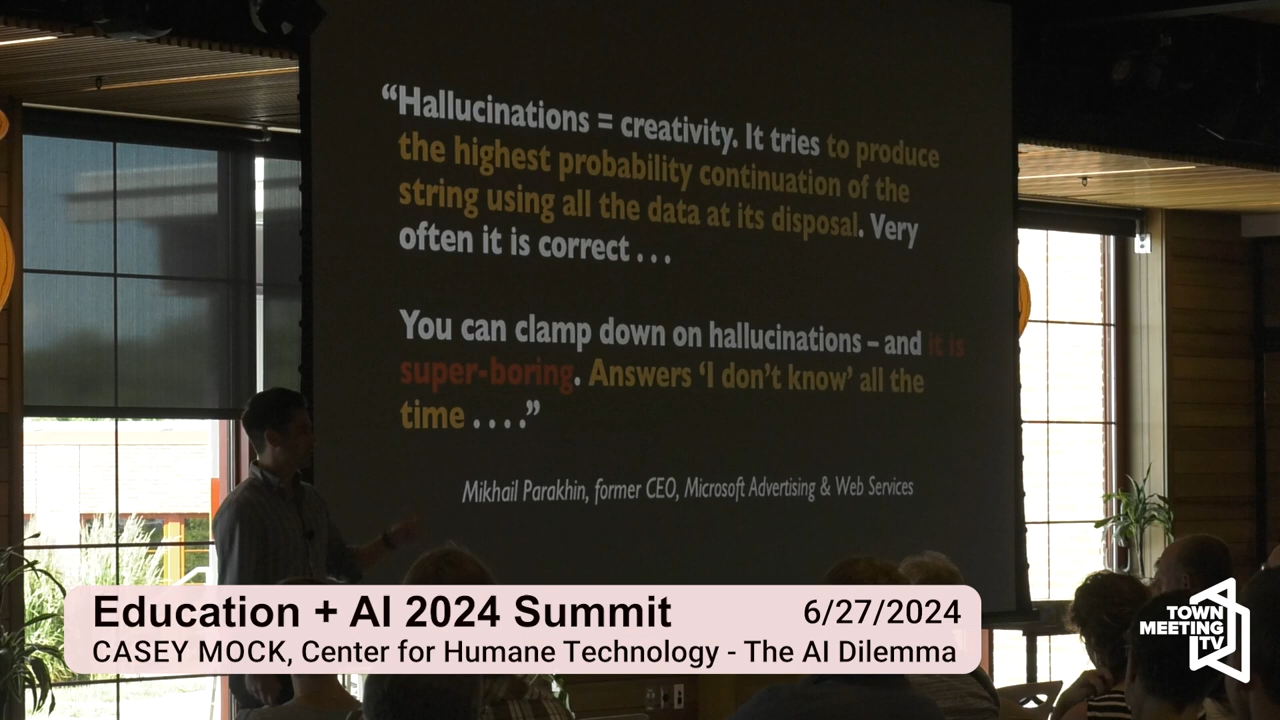 “Hallucinations = creativity. It tries to produce
the highest probability continuation of the
string using all the data at its disposal. Very
often it is correct . . .
You can clamp down on hallucinations – and it is
super-boring. Answers ‘I don’t know’ all the
time . . . .”
Mikhail Parakhin, former CEO, Microsoft Advertising & Web Services
Education + AI 2024 Summit 6/27/2024
CASEY MOCK, Center for Humane Technology - The AI Dilemma
TOWN
MEETING
TV